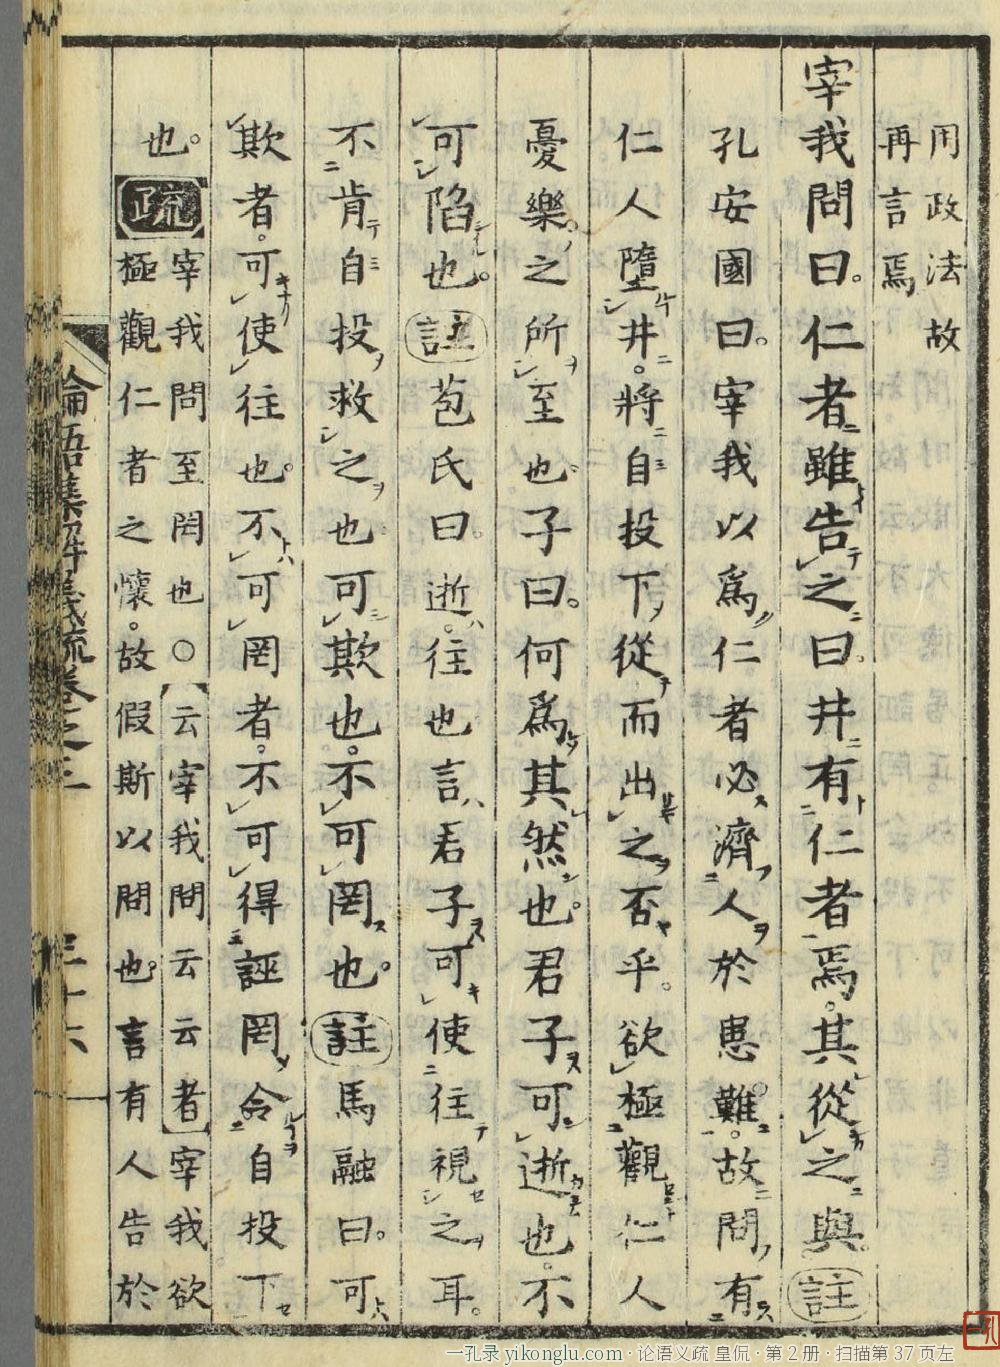 用政法故
再言焉
宰我問曰仁者雖告之曰井有仁者焉其從之與註
孔安國曰宰我以爲仁者必濟人於患難故問有
仁人墮井將自投下從而出之否乎欲極觀仁人
憂樂之所至也子曰何爲其然也君子可逝也不
可陷也註苞氏曰逝往也言君子可使往視之耳
不肯自投救之也可欺也不可罔也註馬融曰可
欺者可使往也不可罔者不可得誣罔令自投下
也疏
宰我問至罔也〇云宰我問云云者宰我欲
極觀仁者之懷故假斯以問也言有人告於
論語集解義疏卷之三
三十六
一孔录 yikonglu.com · 论语义疏 皇侃 · 第 2 册 · 扫描第 37 页左